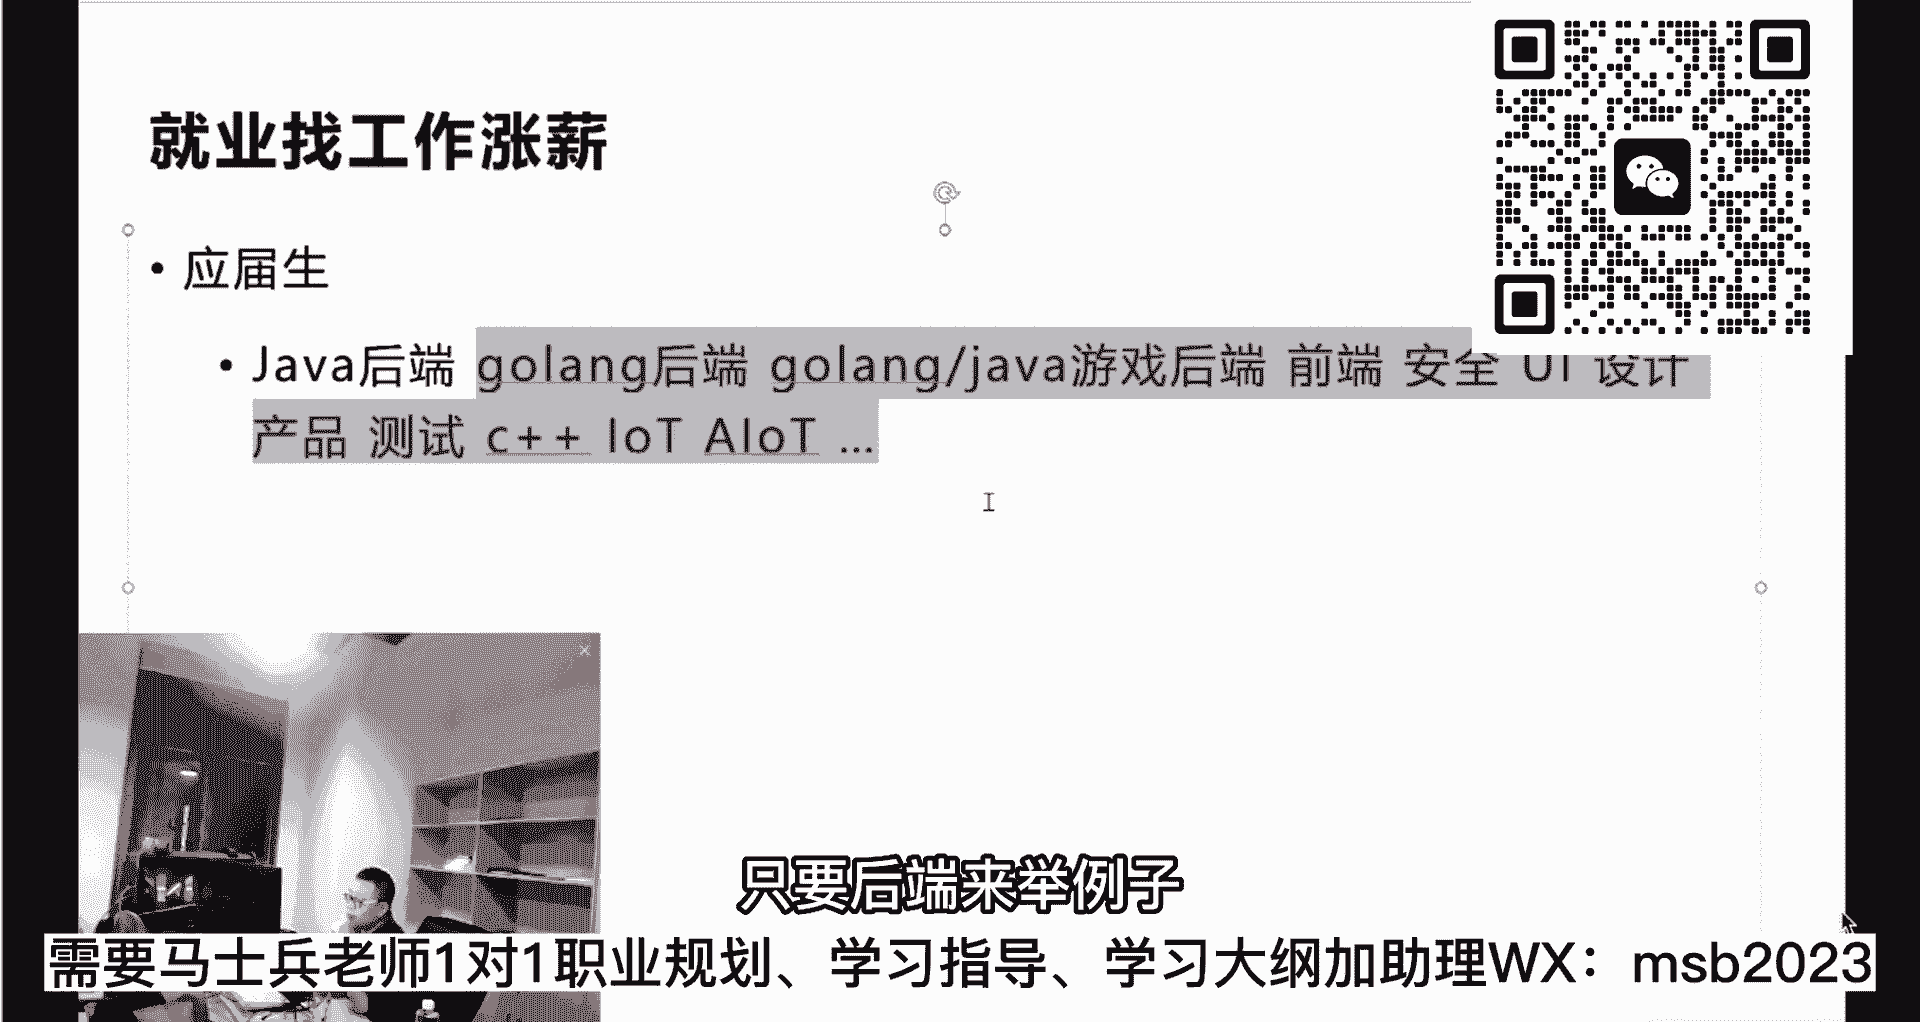 就业找工作涨薪
• 应届生
• Java后端 golang后端 golang/java游戏后端 前端 安全 UI 设计
产品 测试 c++ IoT AIoT ...
只要后端来举例子
需要马士兵老师1对1职业规划、学习指导、学习大纲加助理WX：msb2023